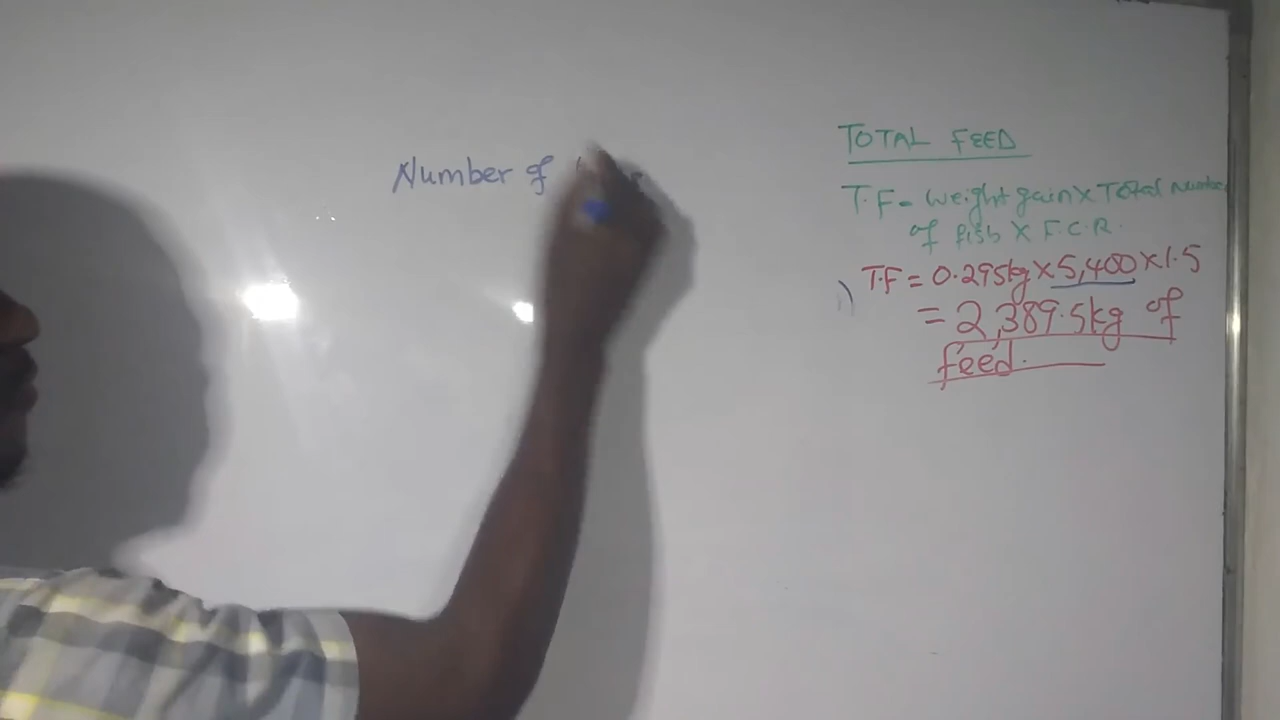 Number of
TOTAL FEED
T.F = Weight gain X Total Number
of fish X F.C.R.
1) T.F = 0.295kg X 5,400 X 1.5
= 2,389.5kg of
feed.